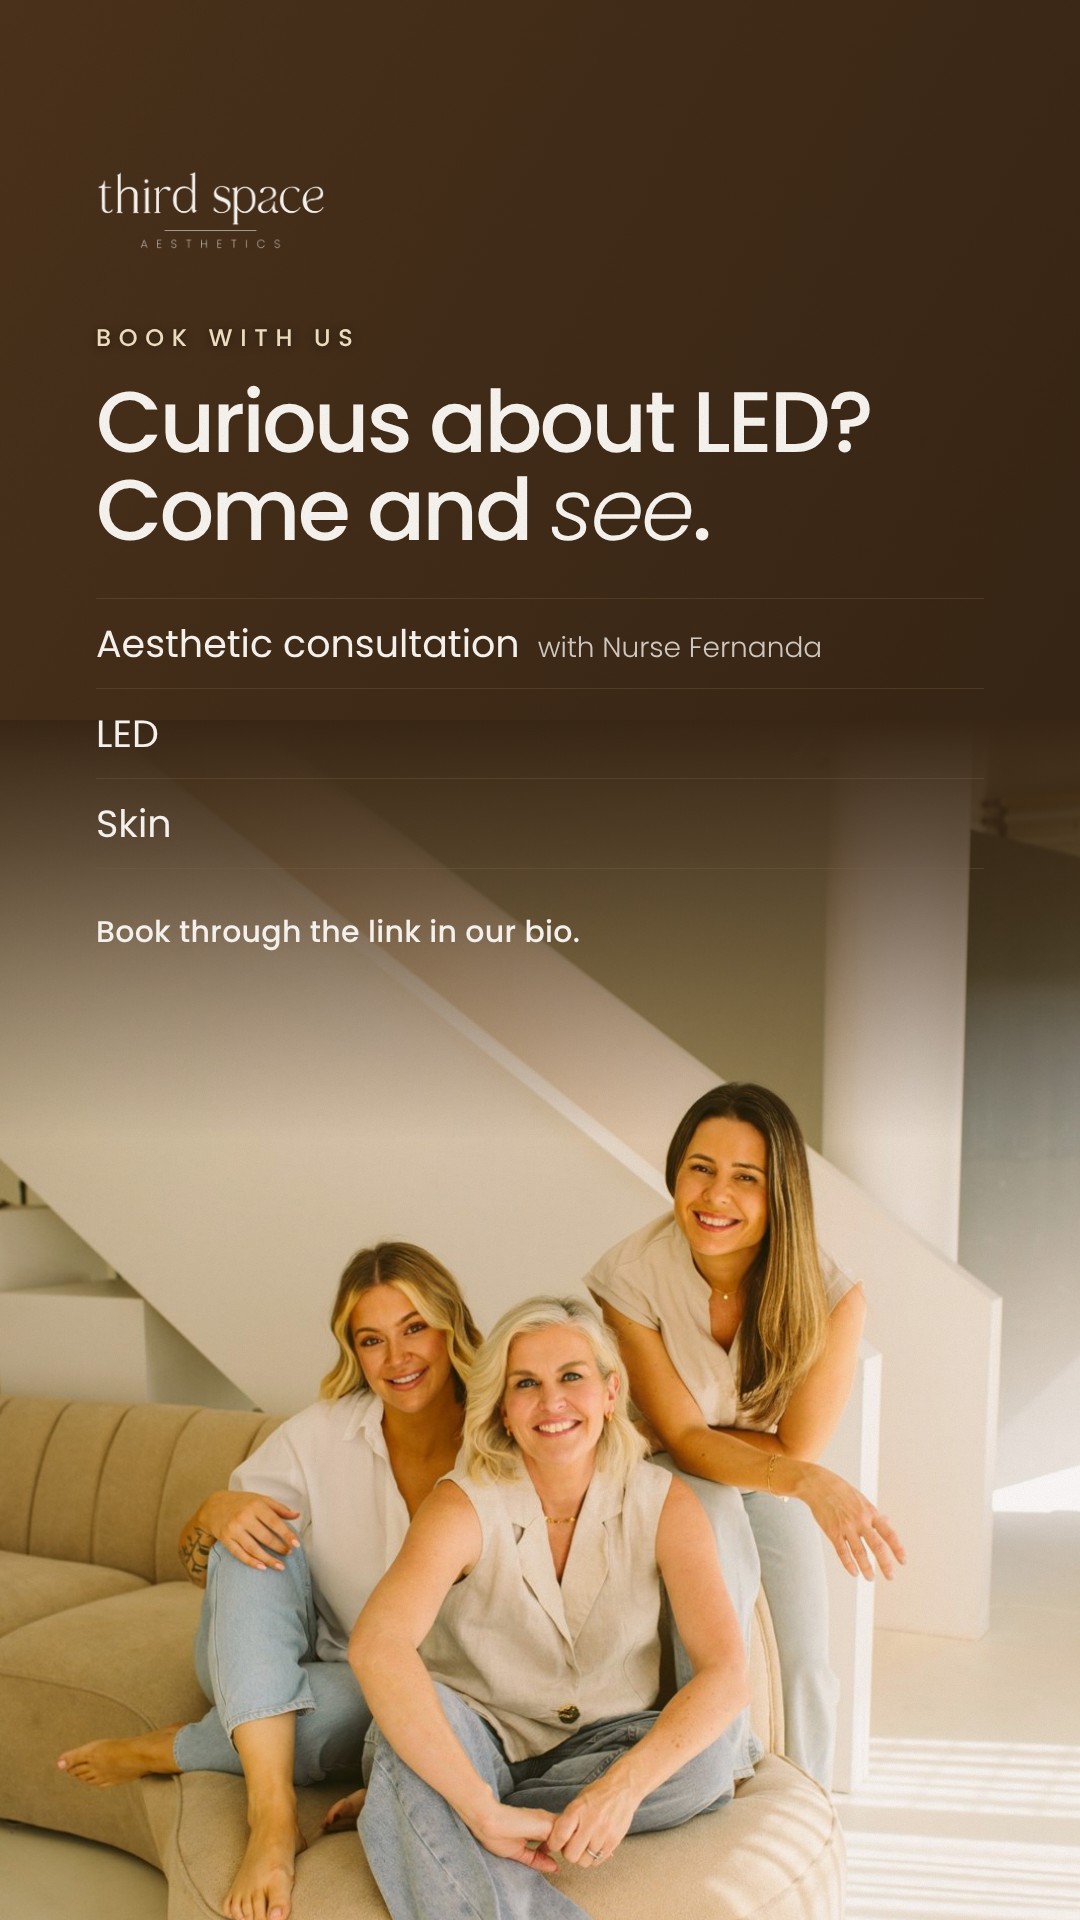 third space
AESTHETICS
BOOK WITH US
Curious about LED?
Come and see.
Aesthetic consultation with Nurse Fernanda
LED
Skin
Book through the link in our bio.